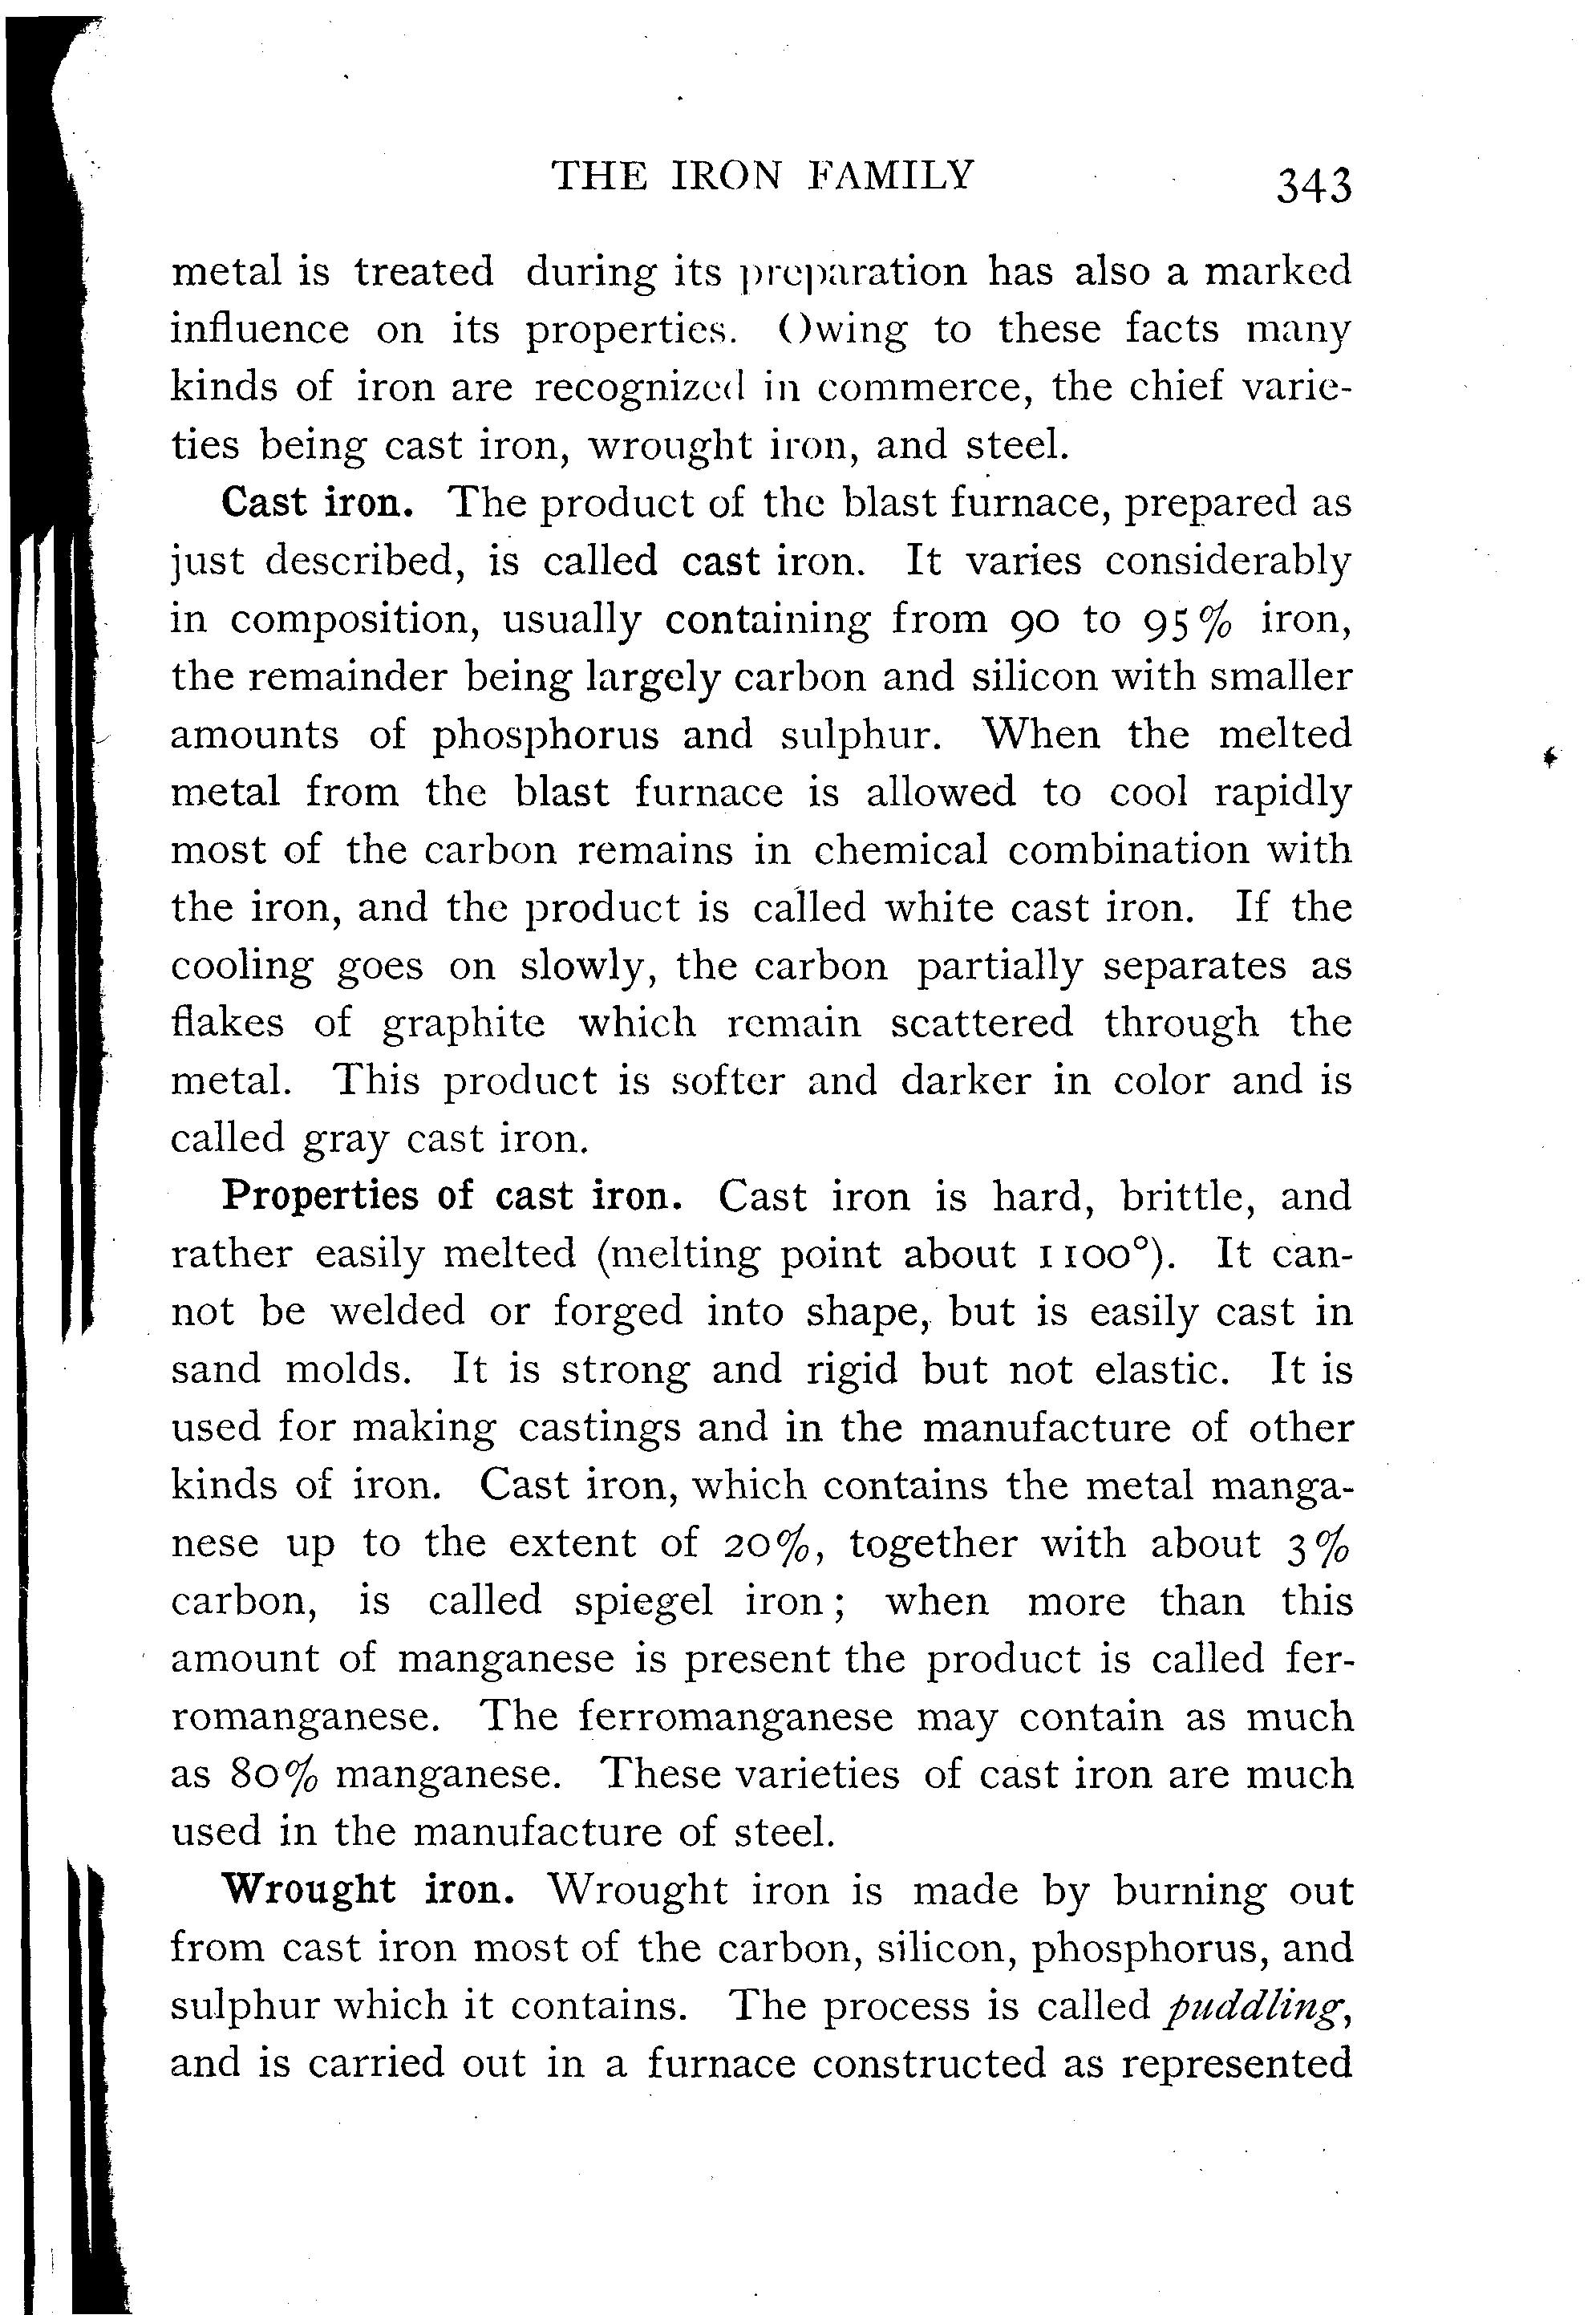 THE IRON FAMILY 343
metal is treated during its preparation has also a marked
influence on its properties. Owing to these facts many
kinds of iron are recognized in commerce, the chief varie-
ties being cast iron, wrought iron, and steel.
Cast iron. The product of the blast furnace, prepared as
just described, is called cast iron. It varies considerably
in composition, usually containing from 90 to 95% iron,
the remainder being largely carbon and silicon with smaller
amounts of phosphorus and sulphur. When the melted
metal from the blast furnace is allowed to cool rapidly
most of the carbon remains in chemical combination with
the iron, and the product is called white cast iron. If the
cooling goes on slowly, the carbon partially separates as
flakes of graphite which remain scattered through the
metal. This product is softer and darker in color and is
called gray cast iron.
Properties of cast iron. Cast iron is hard, brittle, and
rather easily melted (melting point about 1100°). It can-
not be welded or forged into shape, but is easily cast in
sand molds. It is strong and rigid but not elastic. It is
used for making castings and in the manufacture of other
kinds of iron. Cast iron, which contains the metal manga-
nese up to the extent of 20%, together with about 3%
carbon, is called spiegel iron; when more than this
amount of manganese is present the product is called fer-
romanganese. The ferromanganese may contain as much
as 80% manganese. These varieties of cast iron are much
used in the manufacture of steel.
Wrought iron. Wrought iron is made by burning out
from cast iron most of the carbon, silicon, phosphorus, and
sulphur which it contains. The process is called puddling,
and is carried out in a furnace constructed as represented